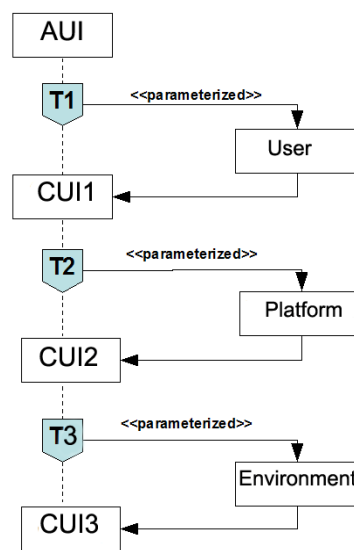 AUI
<<parameterized>>
T1
User
CUI1
<<parameterized>>
T2
Platform
CUI2
<<parameterized>>
T3
Environment
CUI3